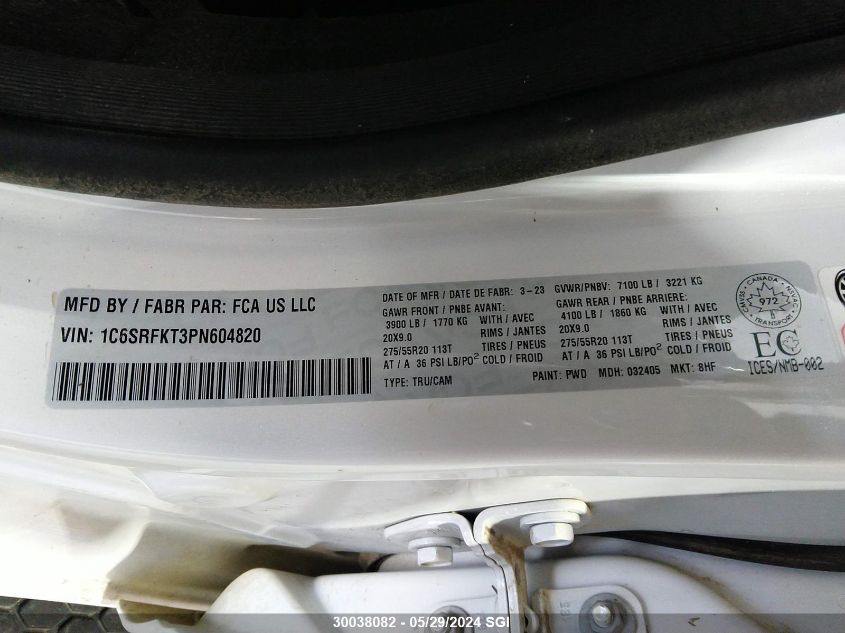 MFD BY / FABR PAR: FCA US LLC
VIN: 1C6SRFKT3PN604820
DATE OF MFR / DATE DE FABR: 3-23
GVWR/PNBV: 7100 LB / 3221 KG
GAWR FRONT / PNBE AVANT:
3900 LB / 1770 KG WITH / AVEC
20X9.0 RIMS / JANTES
275/55R20 113T TIRES / PNEUS
AT / A 36 PSI LB/PO² COLD / FROID
TYPE: TRU/CAM
GAWR REAR / PNBE ARRIERE:
4100 LB / 1860 KG WITH / AVEC
20X9.0 RIMS / JANTES
275/55R20 113T TIRES / PNEUS
AT / A 36 PSI LB/PO² COLD / FROID
PAINT: PWD MDH: 032405 MKT: 8HF
CANADA
CMVSS NSVAC
972
TRANSPORT
EC
ICES/NMB-002
30038082 - 05/29/2024 SGI